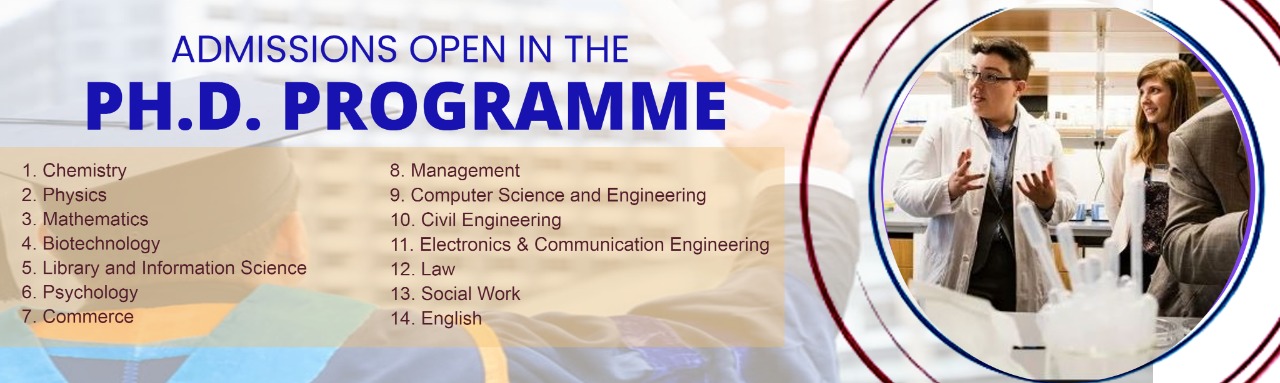 ADMISSIONS OPEN IN THE
PH.D. PROGRAMME
1. Chemistry
2. Physics
3. Mathematics
4. Biotechnology
5. Library and Information Science
6. Psychology
7. Commerce
8. Management
9. Computer Science and Engineering
10. Civil Engineering
11. Electronics & Communication Engineering
12. Law
13. Social Work
14. English